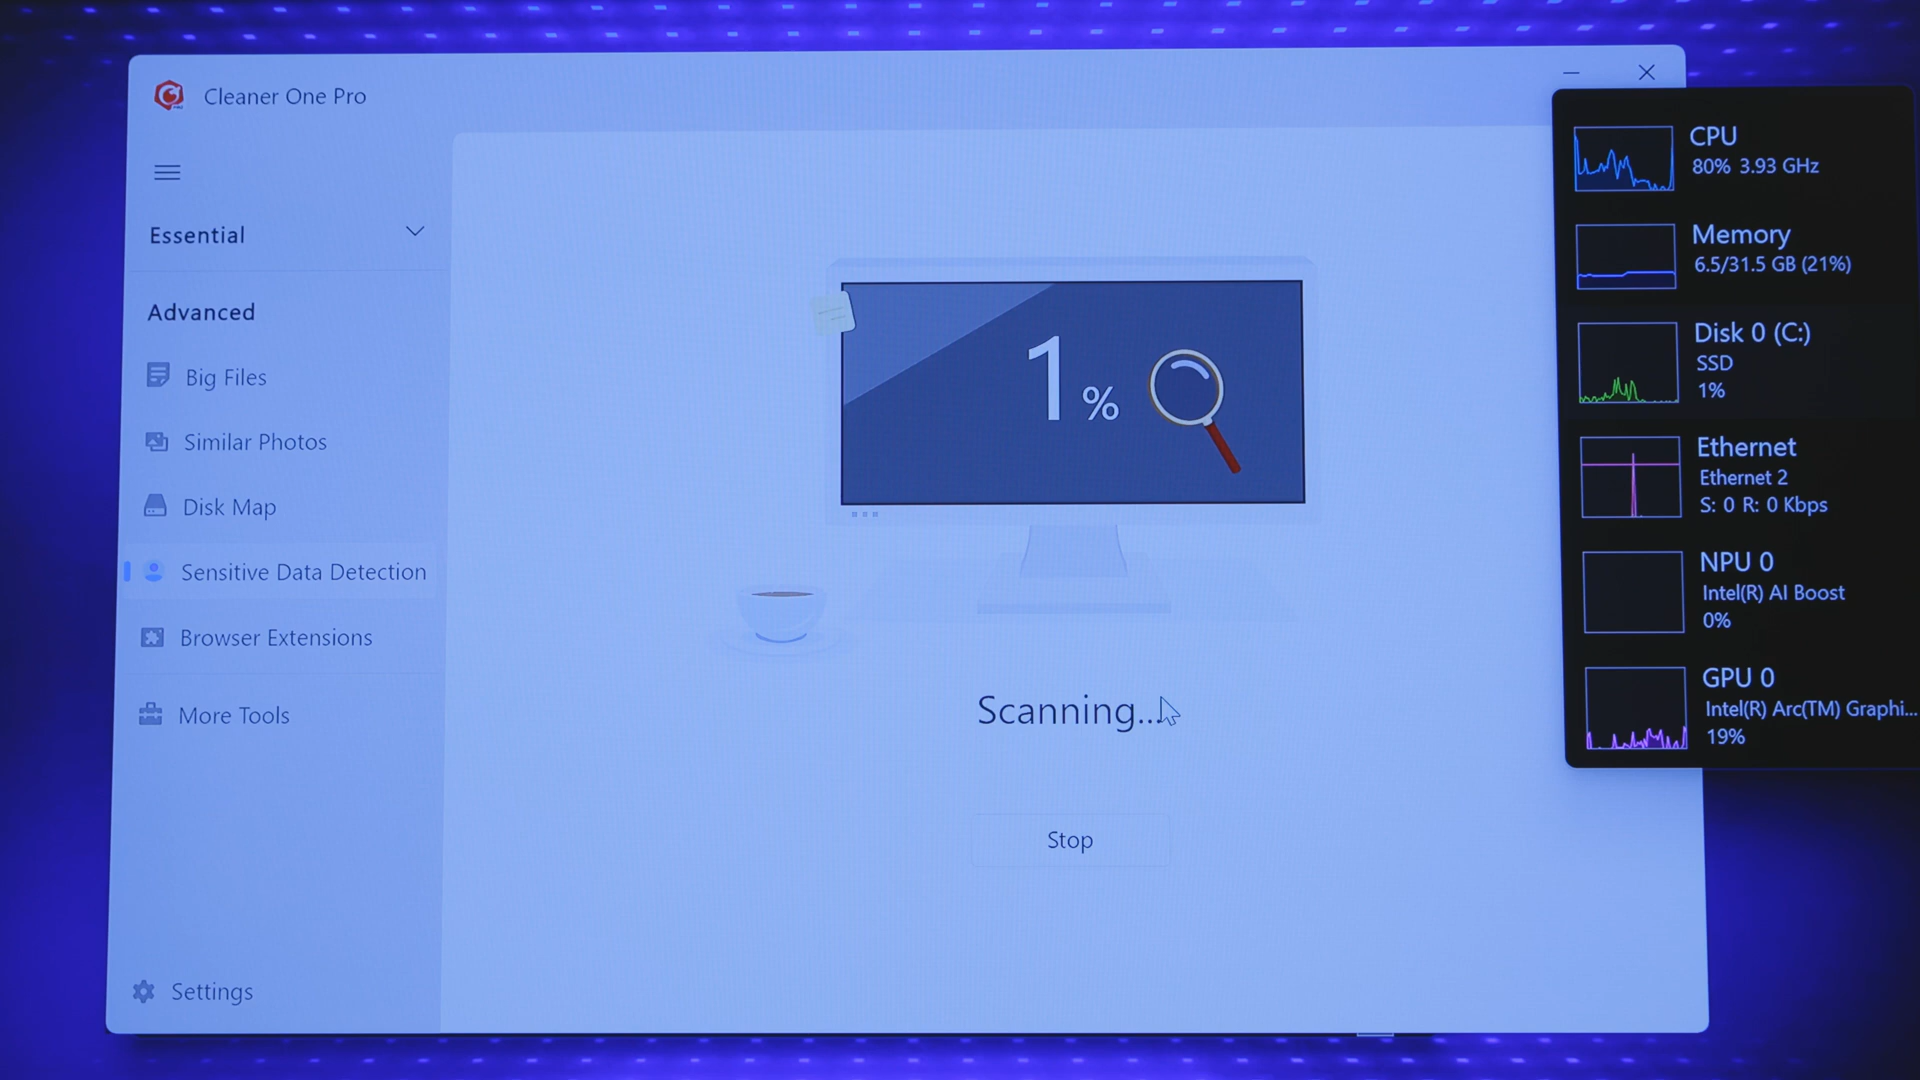 Cleaner One Pro
Essential
Advanced
Big Files
Similar Photos
Disk Map
Sensitive Data Detection
Browser Extensions
More Tools
Settings
1 %
Scanning...
Stop
CPU
80% 3.93 GHz
Memory
6.5/31.5 GB (21%)
Disk 0 (C:)
SSD
1%
Ethernet
Ethernet 2
S: 0 R: 0 Kbps
NPU 0
Intel(R) AI Boost
0%
GPU 0
Intel(R) Arc(TM) Graphi...
19%